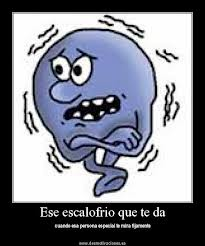 Ese escalofrio que te da
cuando esa persona especial te mira fijamente
www.desmotivaciones.es